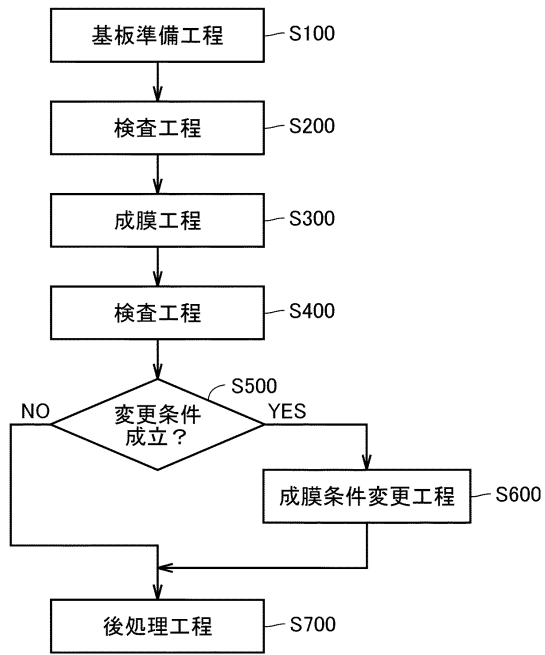 基板準備工程 S100
検査工程 S200
成膜工程 S300
検査工程 S400
S500
NO
変更条件
成立?
YES
成膜条件変更工程 S600
後処理工程 S700